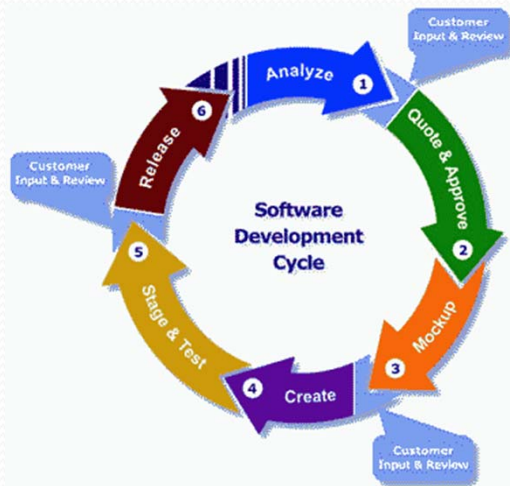 Customer
Input & Review
Analyze
1
Quote & Approve
2
Mockup
3
Customer
Input & Review
Create
4
Stage & Test
5
Customer
Input & Review
Release
6
Software
Development
Cycle